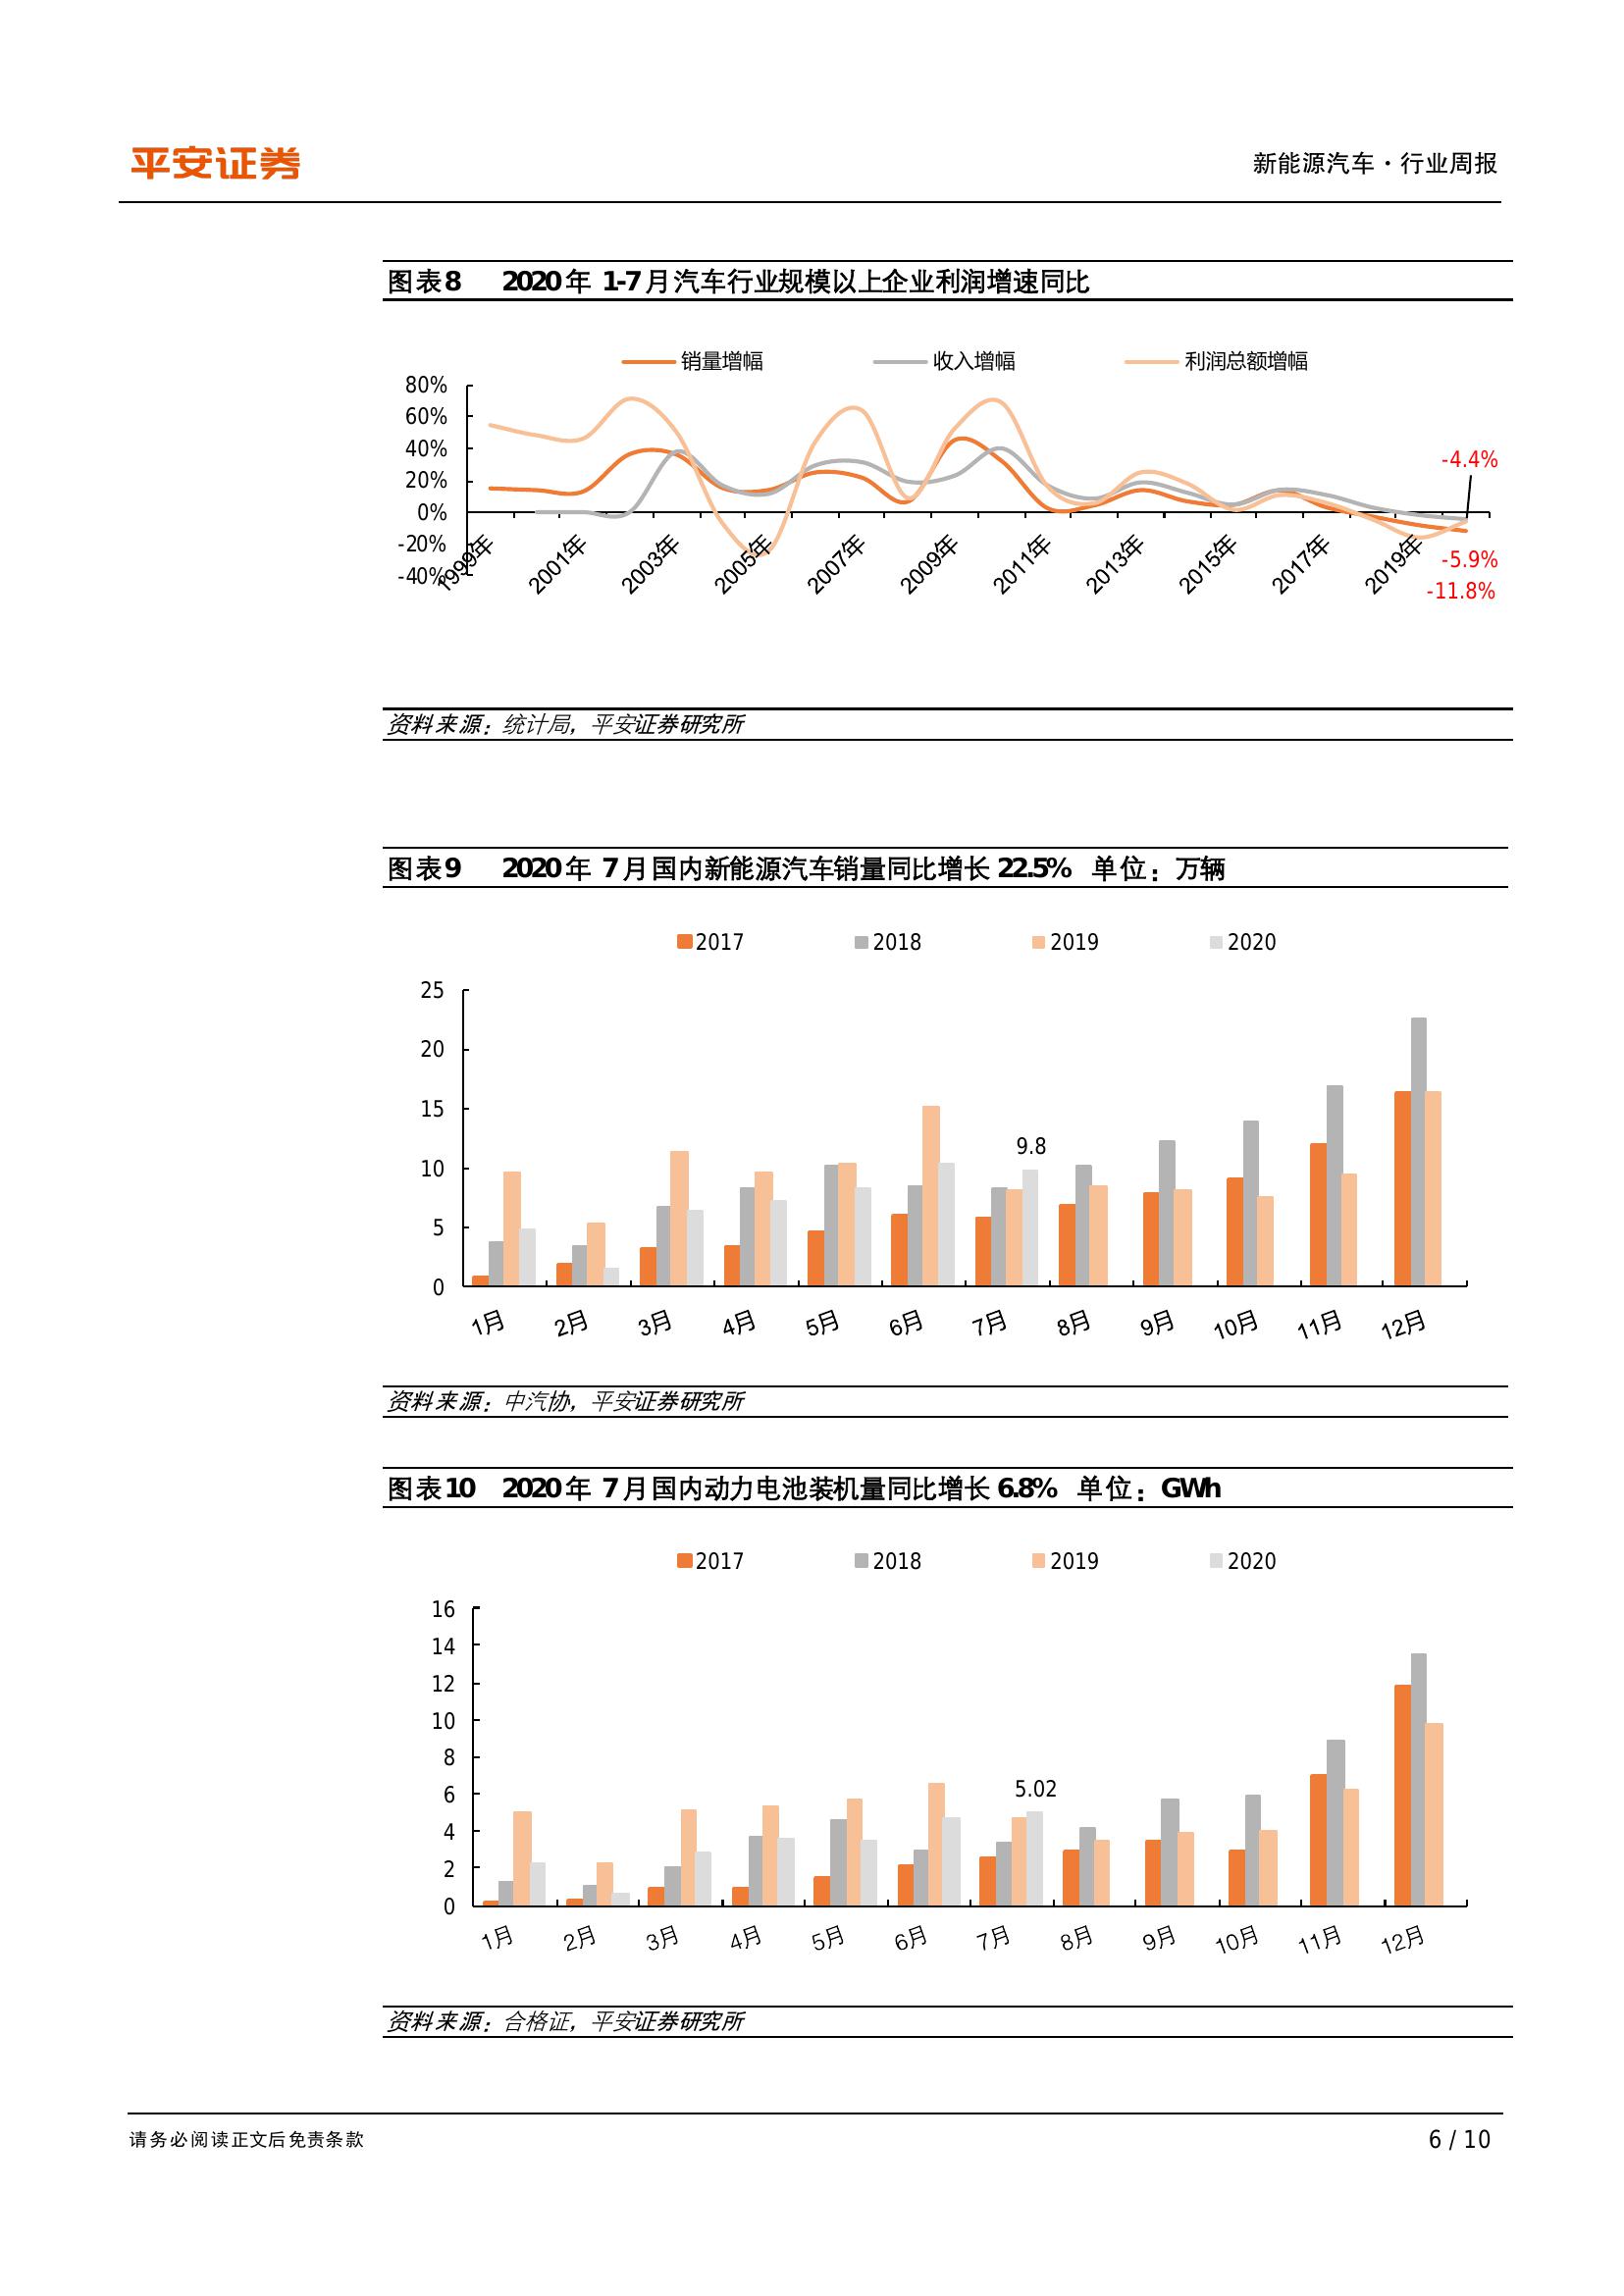 平安证券
新能源汽车·行业周报
图表8 2020年 1-7月汽车行业规模以上企业利润增速同比
销量增幅 收入增幅 利润总额增幅
80%
60%
40%
20%
0%
-20%
-40%
-4.4%
-5.9%
-11.8%
1999年 2001年 2003年 2005年 2007年 2009年 2011年 2013年 2015年 2017年 2019年
资料来源：统计局，平安证券研究所
图表9 2020年 7月国内新能源汽车销量同比增长 22.5% 单位：万辆
2017 2018 2019 2020
25
20
15
10
5
0
9.8
1月 2月 3月 4月 5月 6月 7月 8月 9月 10月 11月 12月
资料来源：中汽协，平安证券研究所
图表10 2020年 7月国内动力电池装机量同比增长 6.8% 单位：GWh
2017 2018 2019 2020
16
14
12
10
8
6
4
2
0
5.02
1月 2月 3月 4月 5月 6月 7月 8月 9月 10月 11月 12月
资料来源：合格证，平安证券研究所
请务必阅读正文后免责条款
6 / 10